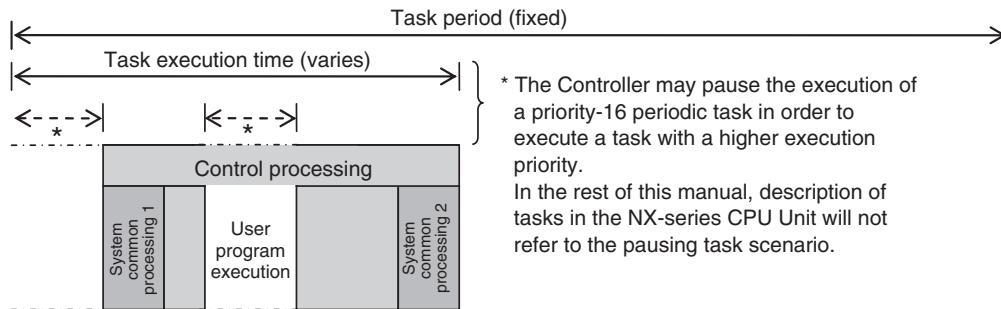 Task period (fixed)
Task execution time (varies)
*
*
* The Controller may pause the execution of
a priority-16 periodic task in order to
execute a task with a higher execution
priority.
In the rest of this manual, description of
tasks in the NX-series CPU Unit will not
refer to the pausing task scenario.
Control processing
System
common
processing 1
User
program
execution
System
common
processing 2